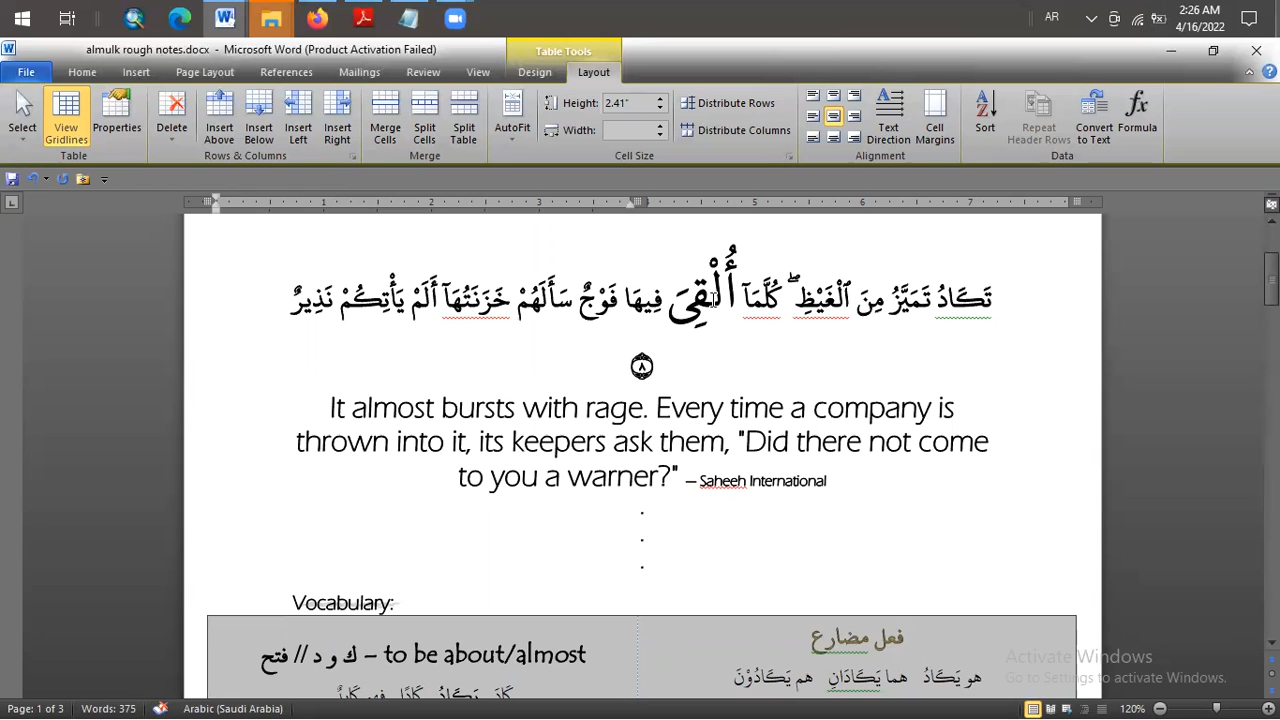 2:26 AM
AR
4/16/2022
almulk rough notes.docx - Microsoft Word (Product Activation Failed)
Table Tools
File Home Insert Page Layout References Mailings Review View Design Layout
Select
View Gridlines
Properties
Table
Delete
Insert Above
Insert Below
Insert Left
Insert Right
Rows & Columns
Merge Cells
Split Cells
Split Table
Merge
AutoFit
Height: 2.41"
Width:
Distribute Rows
Distribute Columns
Cell Size
Text Direction
Cell Margins
Alignment
Sort
Repeat Header Rows
Convert to Text
Formula
Data
1 2 3 5 6 7
تَكَادُ تَمَيَّزُ مِنَ ٱلْغَيْظِ ۖ كُلَّمَآ أُلْقِىَ فِيهَا فَوْجٌ سَأَلَهُمْ خَزَنَتُهَآ أَلَمْ يَأْتِكُمْ نَذِيرٌ
٨
It almost bursts with rage. Every time a company is
thrown into it, its keepers ask them, "Did there not come
to you a warner?" – Saheeh International
.
.
.
Vocabulary:
ك و د // فتح – to be about/almost
فعل مضارع
هو يَكَادُ هما يَكَادَانِ هم يَكَادُوْنَ
Activate Windows
Go to Settings to activate Windows.
Page: 1 of 3 Words: 375 Arabic (Saudi Arabia) 120%